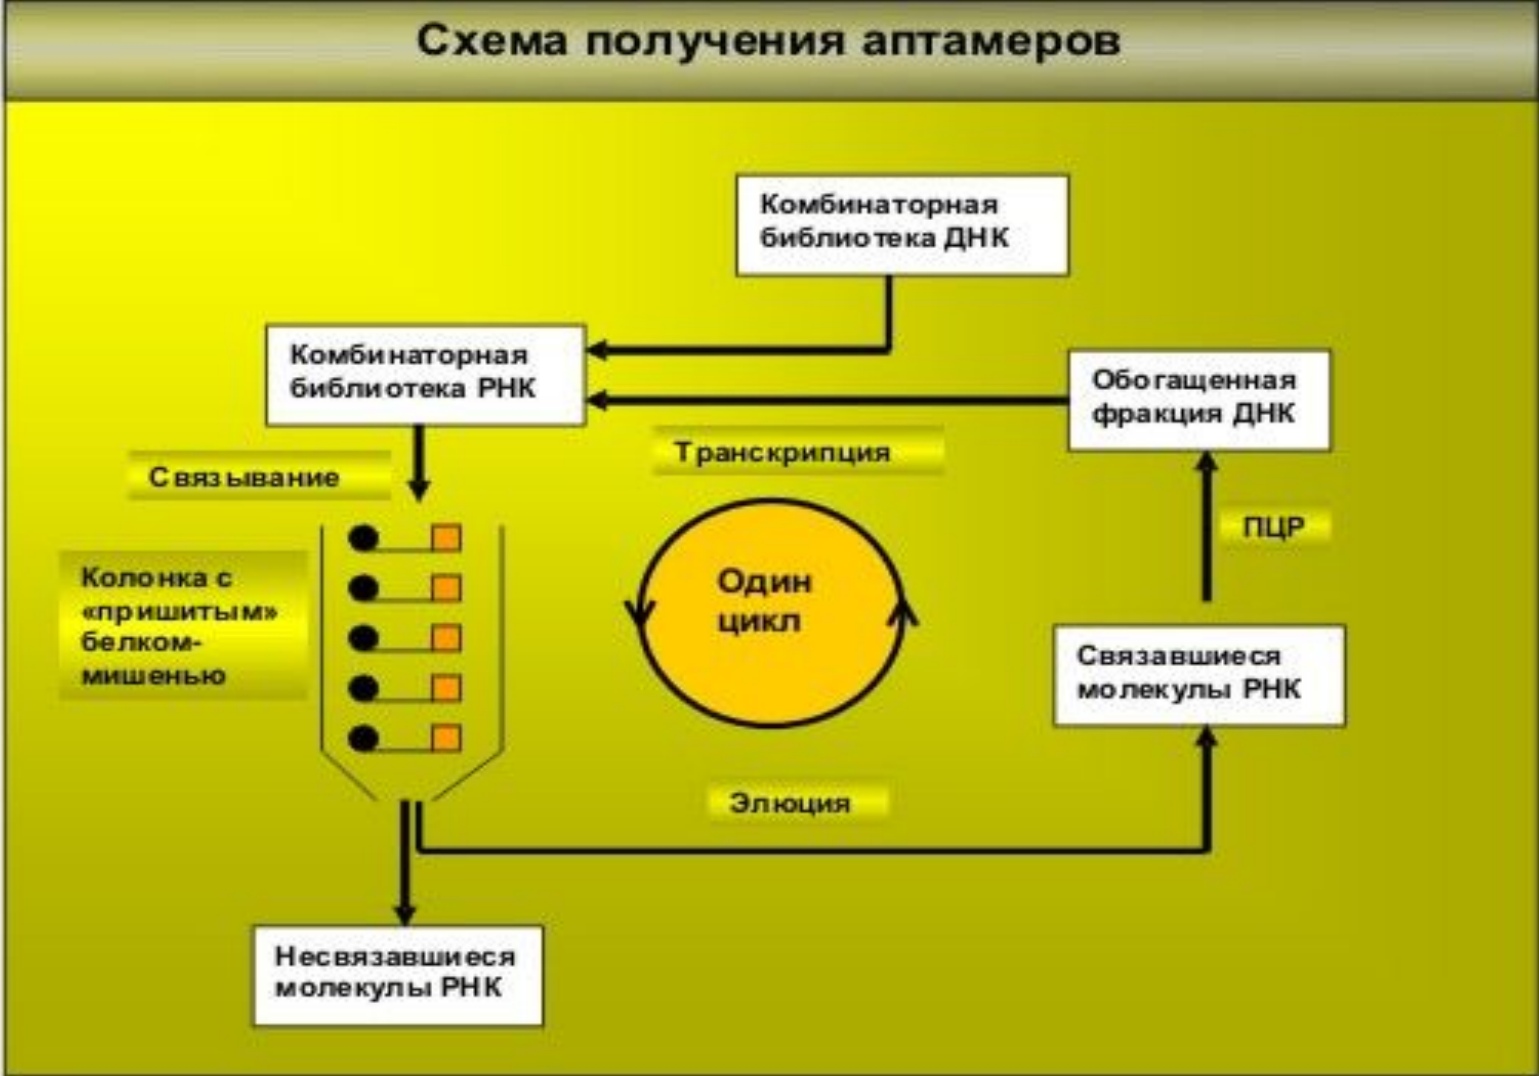 Схема получения аптамеров
Комбинаторная
библиотека ДНК
Комбинаторная
библиотека РНК
Обогащенная
фракция ДНК
Транскрипция
Связывание
ПЦР
Колонка с
«пришитым»
белком-
мишенью
Один
цикл
Связавшиеся
молекулы РНК
Элюция
Несвязавшиеся
молекулы РНК